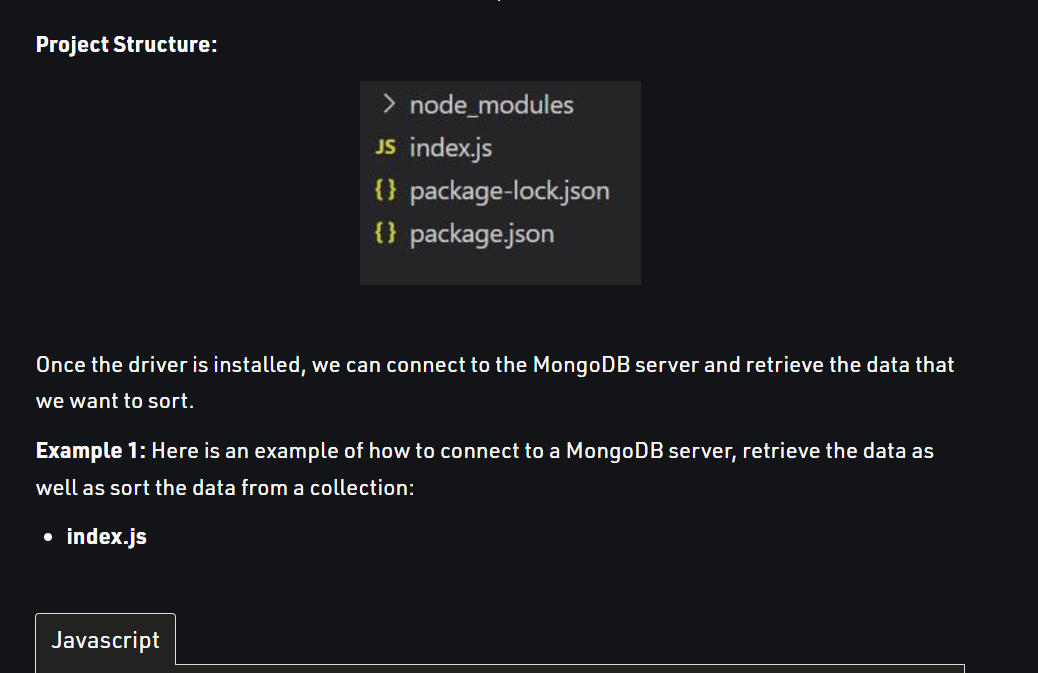 Project Structure:
node_modules
JS index.js
{} package-lock.json
{} package.json
Once the driver is installed, we can connect to the MongoDB server and retrieve the data that
we want to sort.
Example 1: Here is an example of how to connect to a MongoDB server, retrieve the data as
well as sort the data from a collection:
index.js
Javascript